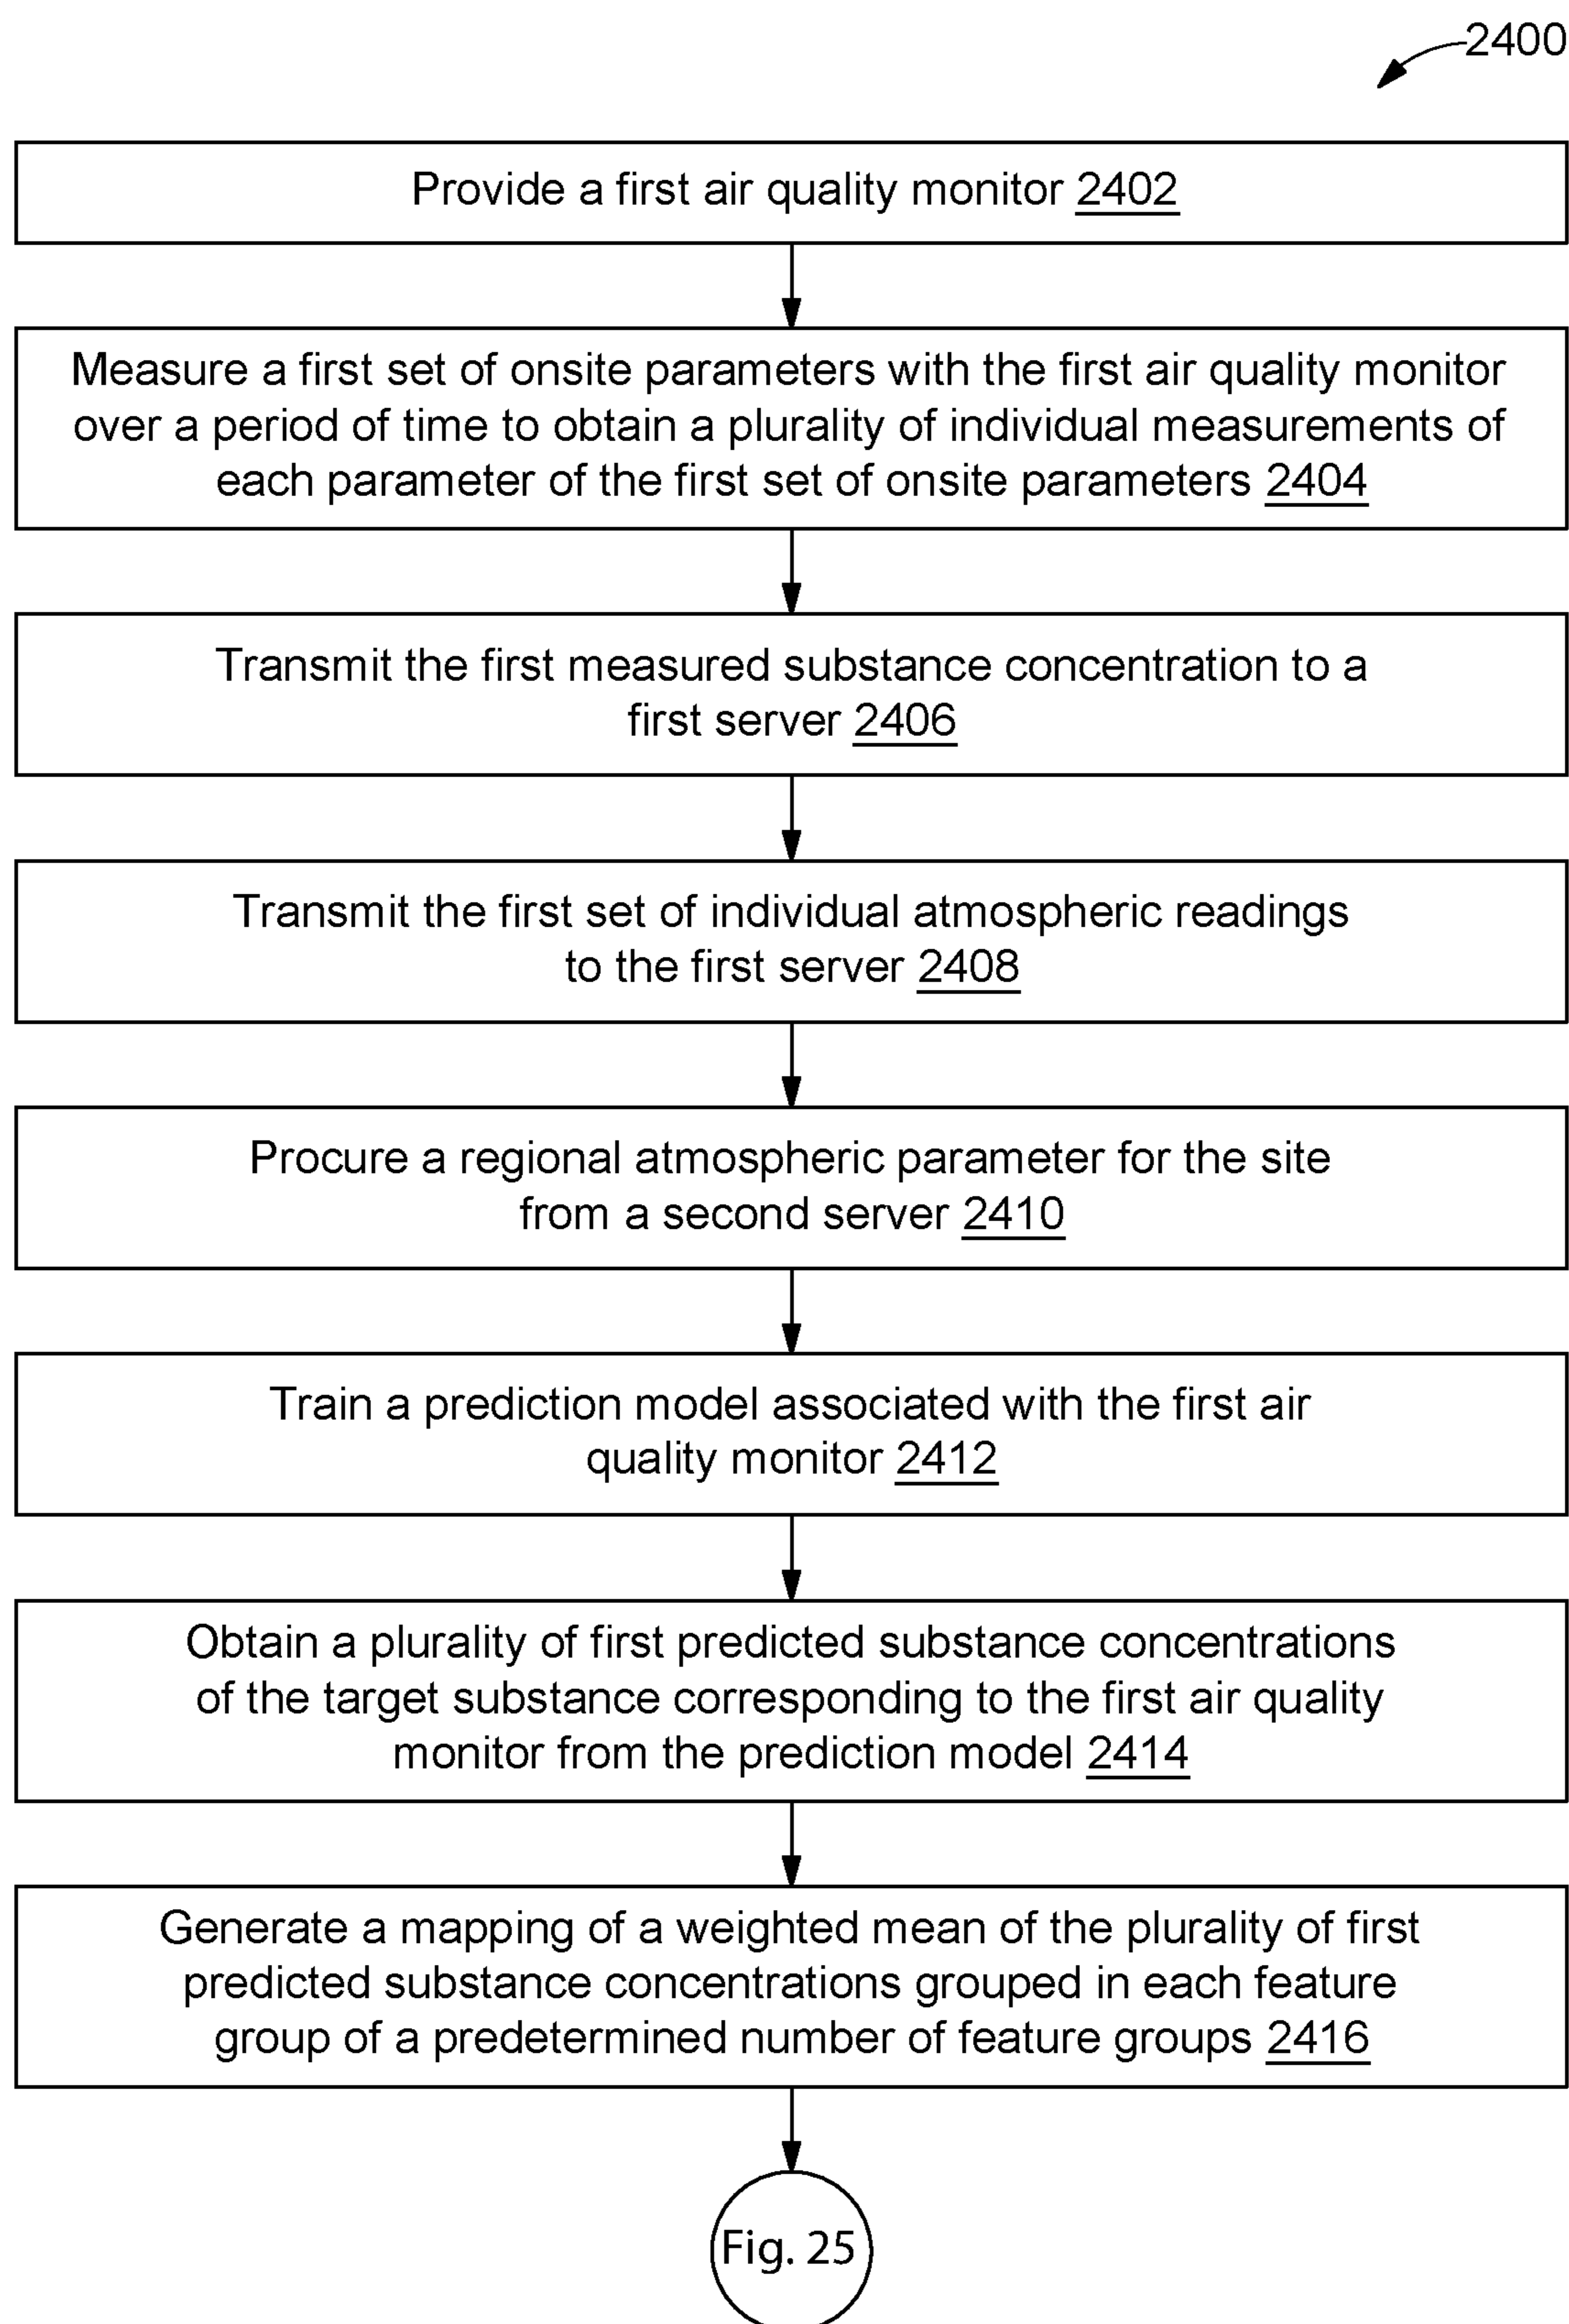 2400
Provide a first air quality monitor 2402
Measure a first set of onsite parameters with the first air quality monitor
over a period of time to obtain a plurality of individual measurements of
each parameter of the first set of onsite parameters 2404
Transmit the first measured substance concentration to a
first server 2406
Transmit the first set of individual atmospheric readings
to the first server 2408
Procure a regional atmospheric parameter for the site
from a second server 2410
Train a prediction model associated with the first air
quality monitor 2412
Obtain a plurality of first predicted substance concentrations
of the target substance corresponding to the first air quality
monitor from the prediction model 2414
Generate a mapping of a weighted mean of the plurality of first
predicted substance concentrations grouped in each feature
group of a predetermined number of feature groups 2416
Fig. 25